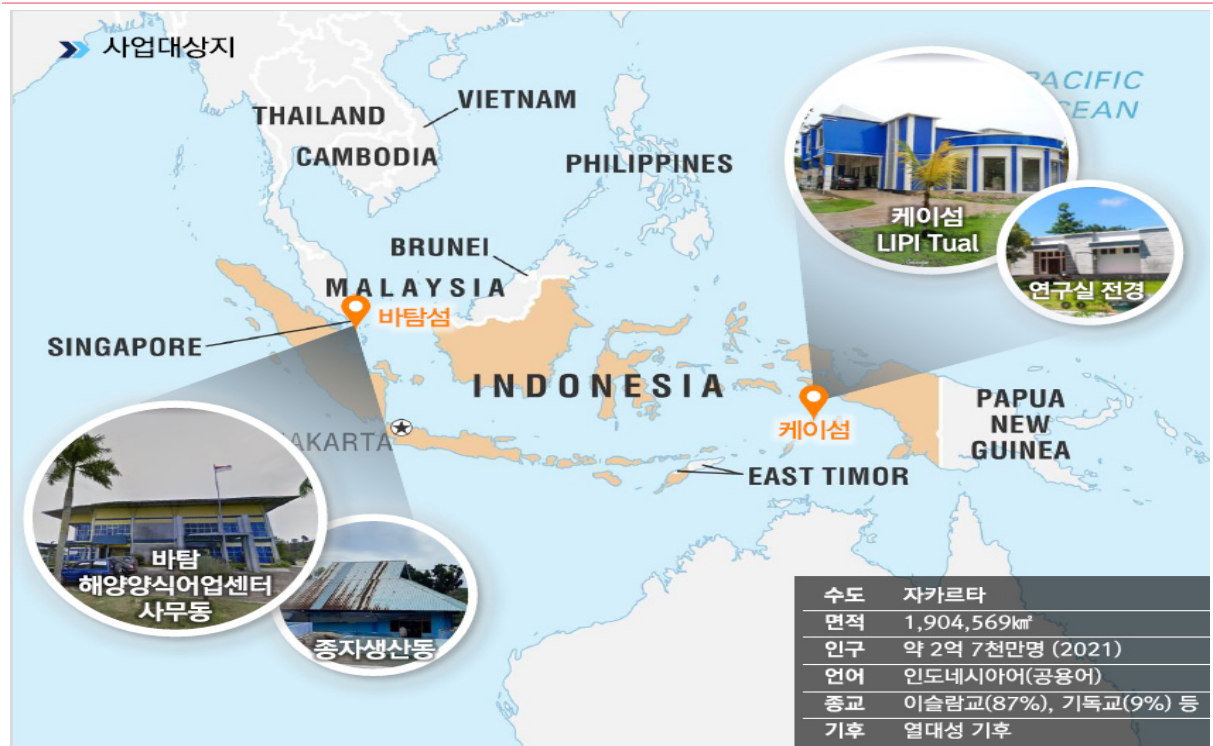 사업대상지
PACIFIC
OCEAN
VIETNAM
THAILAND
CAMBODIA
PHILIPPINES
케이섬
LIPI Tual
연구실 전경
BRUNEI
MALAYSIA
바탐섬
SINGAPORE
INDONESIA
케이섬
PAPUA
NEW
GUINEA
JAKARTA
EAST TIMOR
바탐
해양양식어업센터
사무동
종자생산동
수도 자카르타
면적 1,904,569㎢
인구 약 2억 7천만명 (2021)
언어 인도네시아어(공용어)
종교 이슬람교(87%), 기독교(9%) 등
기후 열대성 기후